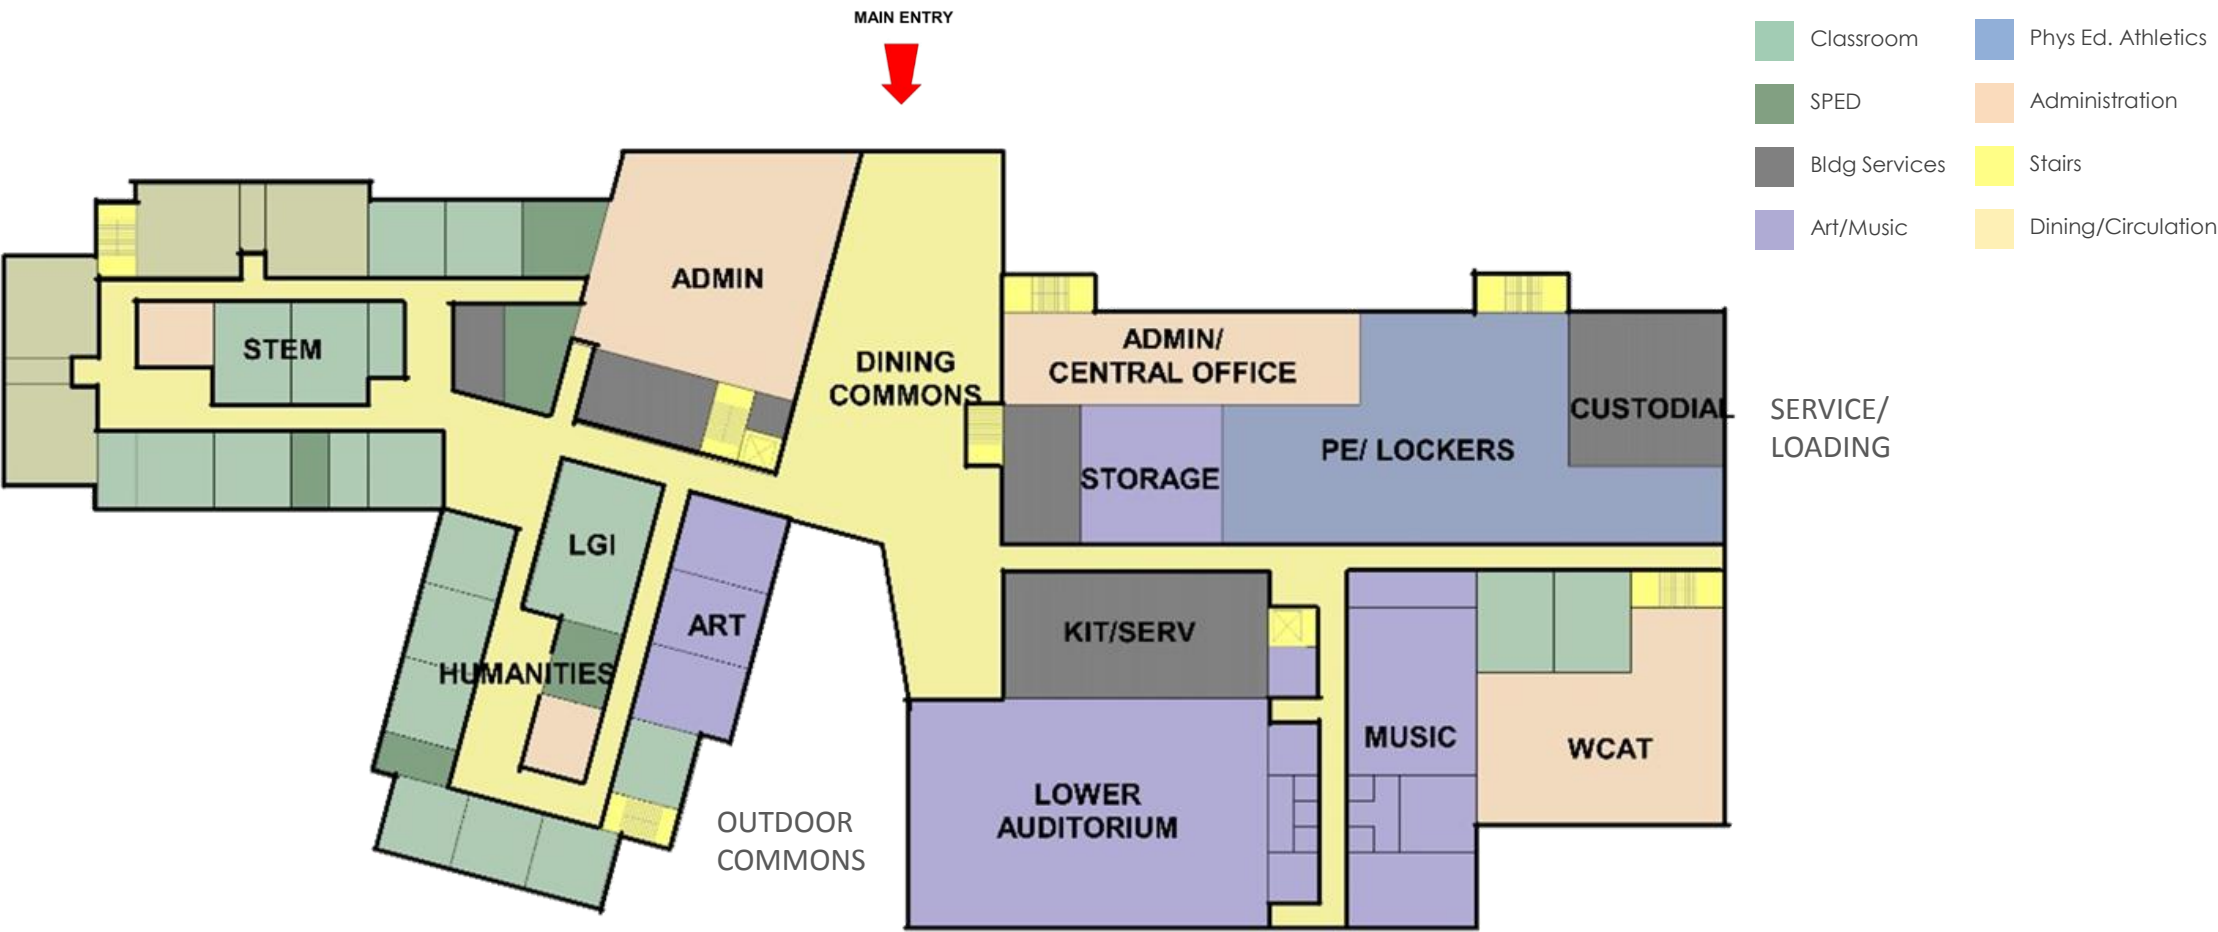 MAIN ENTRY
Classroom
Phys Ed. Athletics
SPED
Administration
Bldg Services
Stairs
Art/Music
Dining/Circulation
ADMIN
STEM
DINING
COMMONS
ADMIN/
CENTRAL OFFICE
CUSTODIAL
SERVICE/
LOADING
PE/ LOCKERS
STORAGE
LGI
ART
HUMANITIES
KIT/SERV
MUSIC
WCAT
LOWER
AUDITORIUM
OUTDOOR
COMMONS